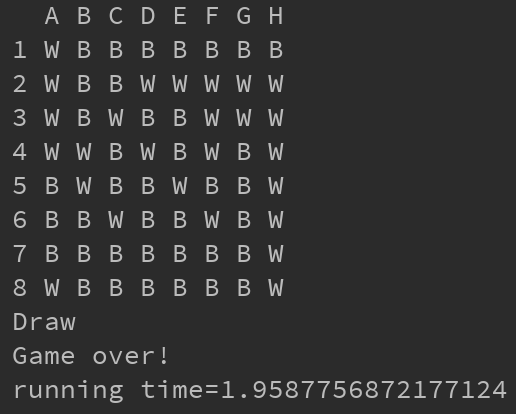 A B C D E F G H
1 W B B B B B B B
2 W B B W W W W W
3 W B W B B W W W
4 W W B W B W B W
5 B W B B W B B W
6 B B W B B W B W
7 B B B B B B B W
8 W B B B B B B W
Draw
Game over!
running time=1.9587756872177124